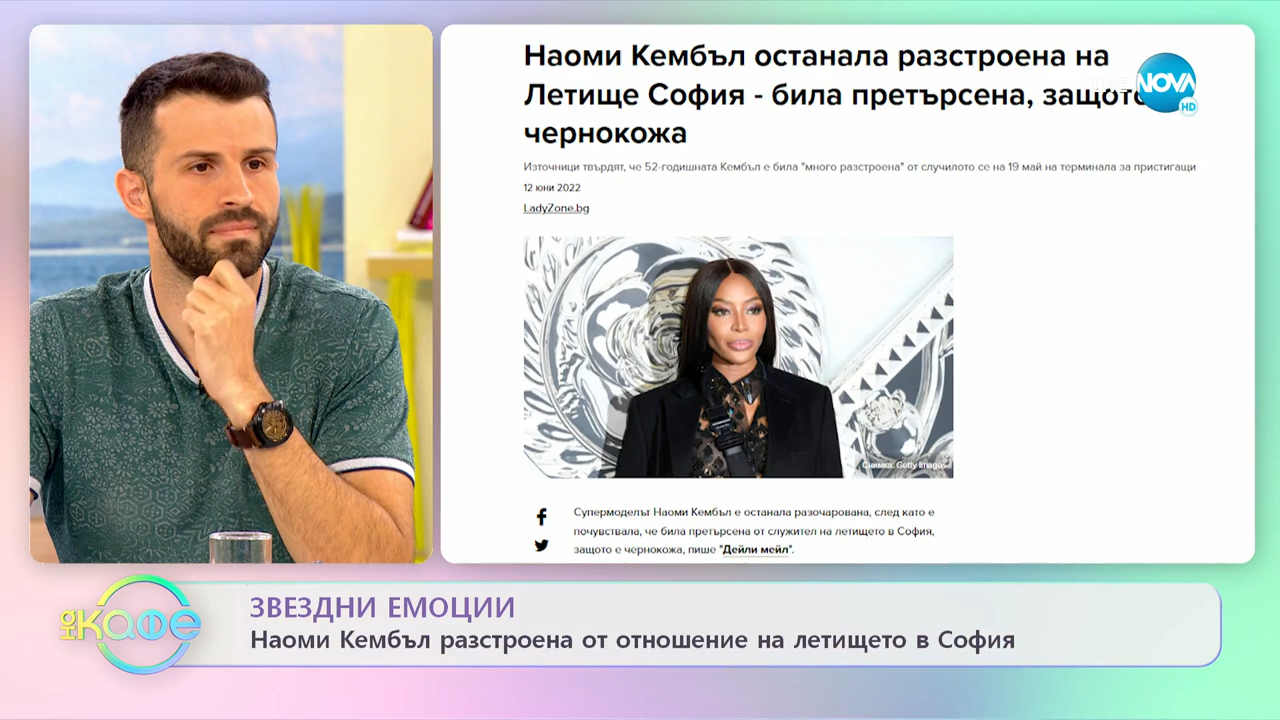 Наоми Кембъл останала разстроена на
Летище София - била претърсена, защото
чернокожа
Източници твърдят, че 52-годишната Кембъл е била "много разстроена" от случилото се на 19 май на терминала за пристигащи
12 юни 2022
LadyZone.bg
NOVA
HD
Снимка: Getty Images
Супермоделът Наоми Кембъл е останала разочарована, след като е
почувствала, че била претърсена от служител на летището в София,
защото е чернокожа, пише "Дейли мейл".
на КАФЕ
ЗВЕЗДНИ ЕМОЦИИ
Наоми Кембъл разстроена от отношение на летището в София